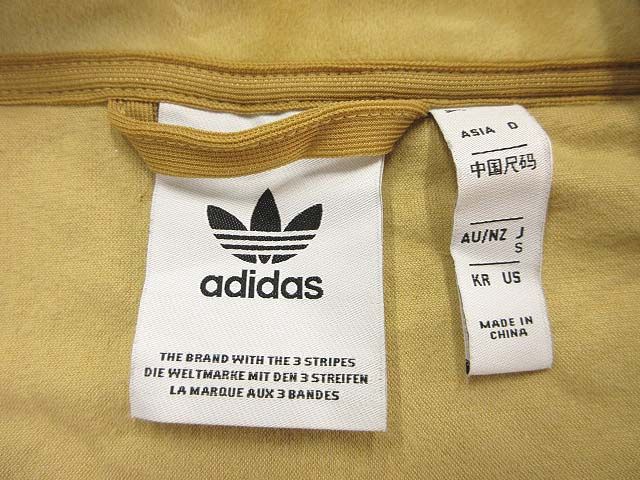 adidas
THE BRAND WITH THE 3 STRIPES
DIE WELTMARKE MIT DEN 3 STREIFEN
LA MARQUE AUX 3 BANDES
ASIA D
中国尺码
AU/NZ J
S
KR US
MADE IN
CHINA